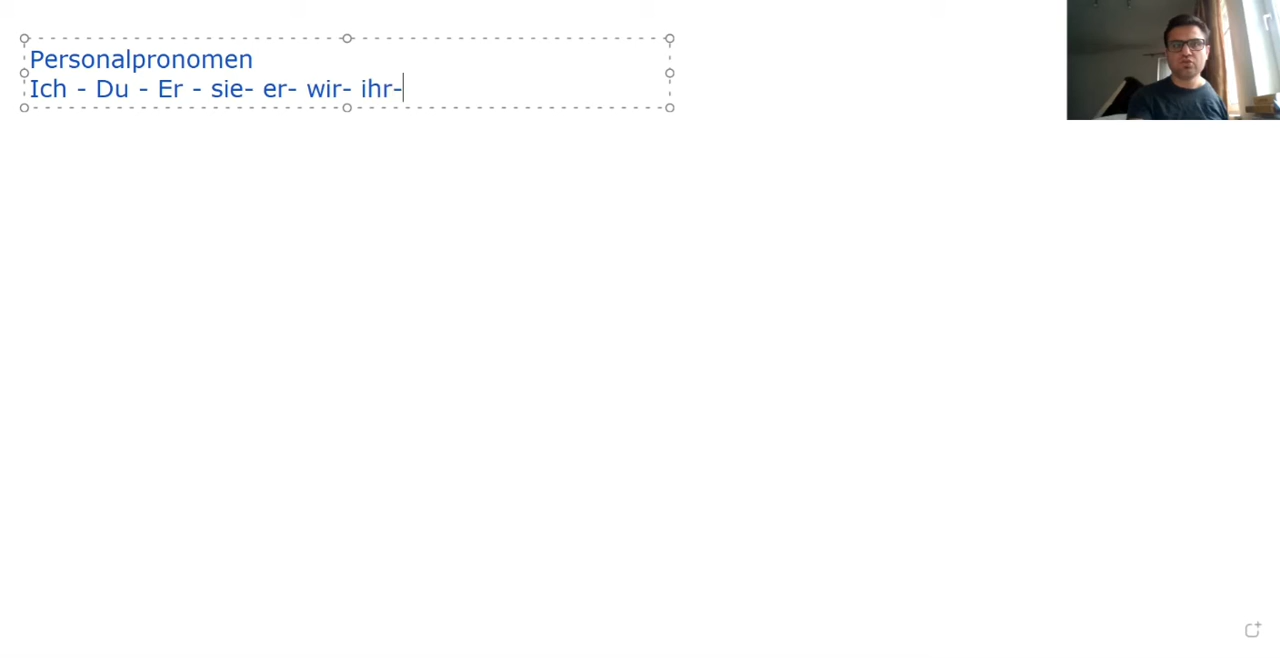 Personalpronomen
Ich - Du - Er - sie- er- wir- ihr-